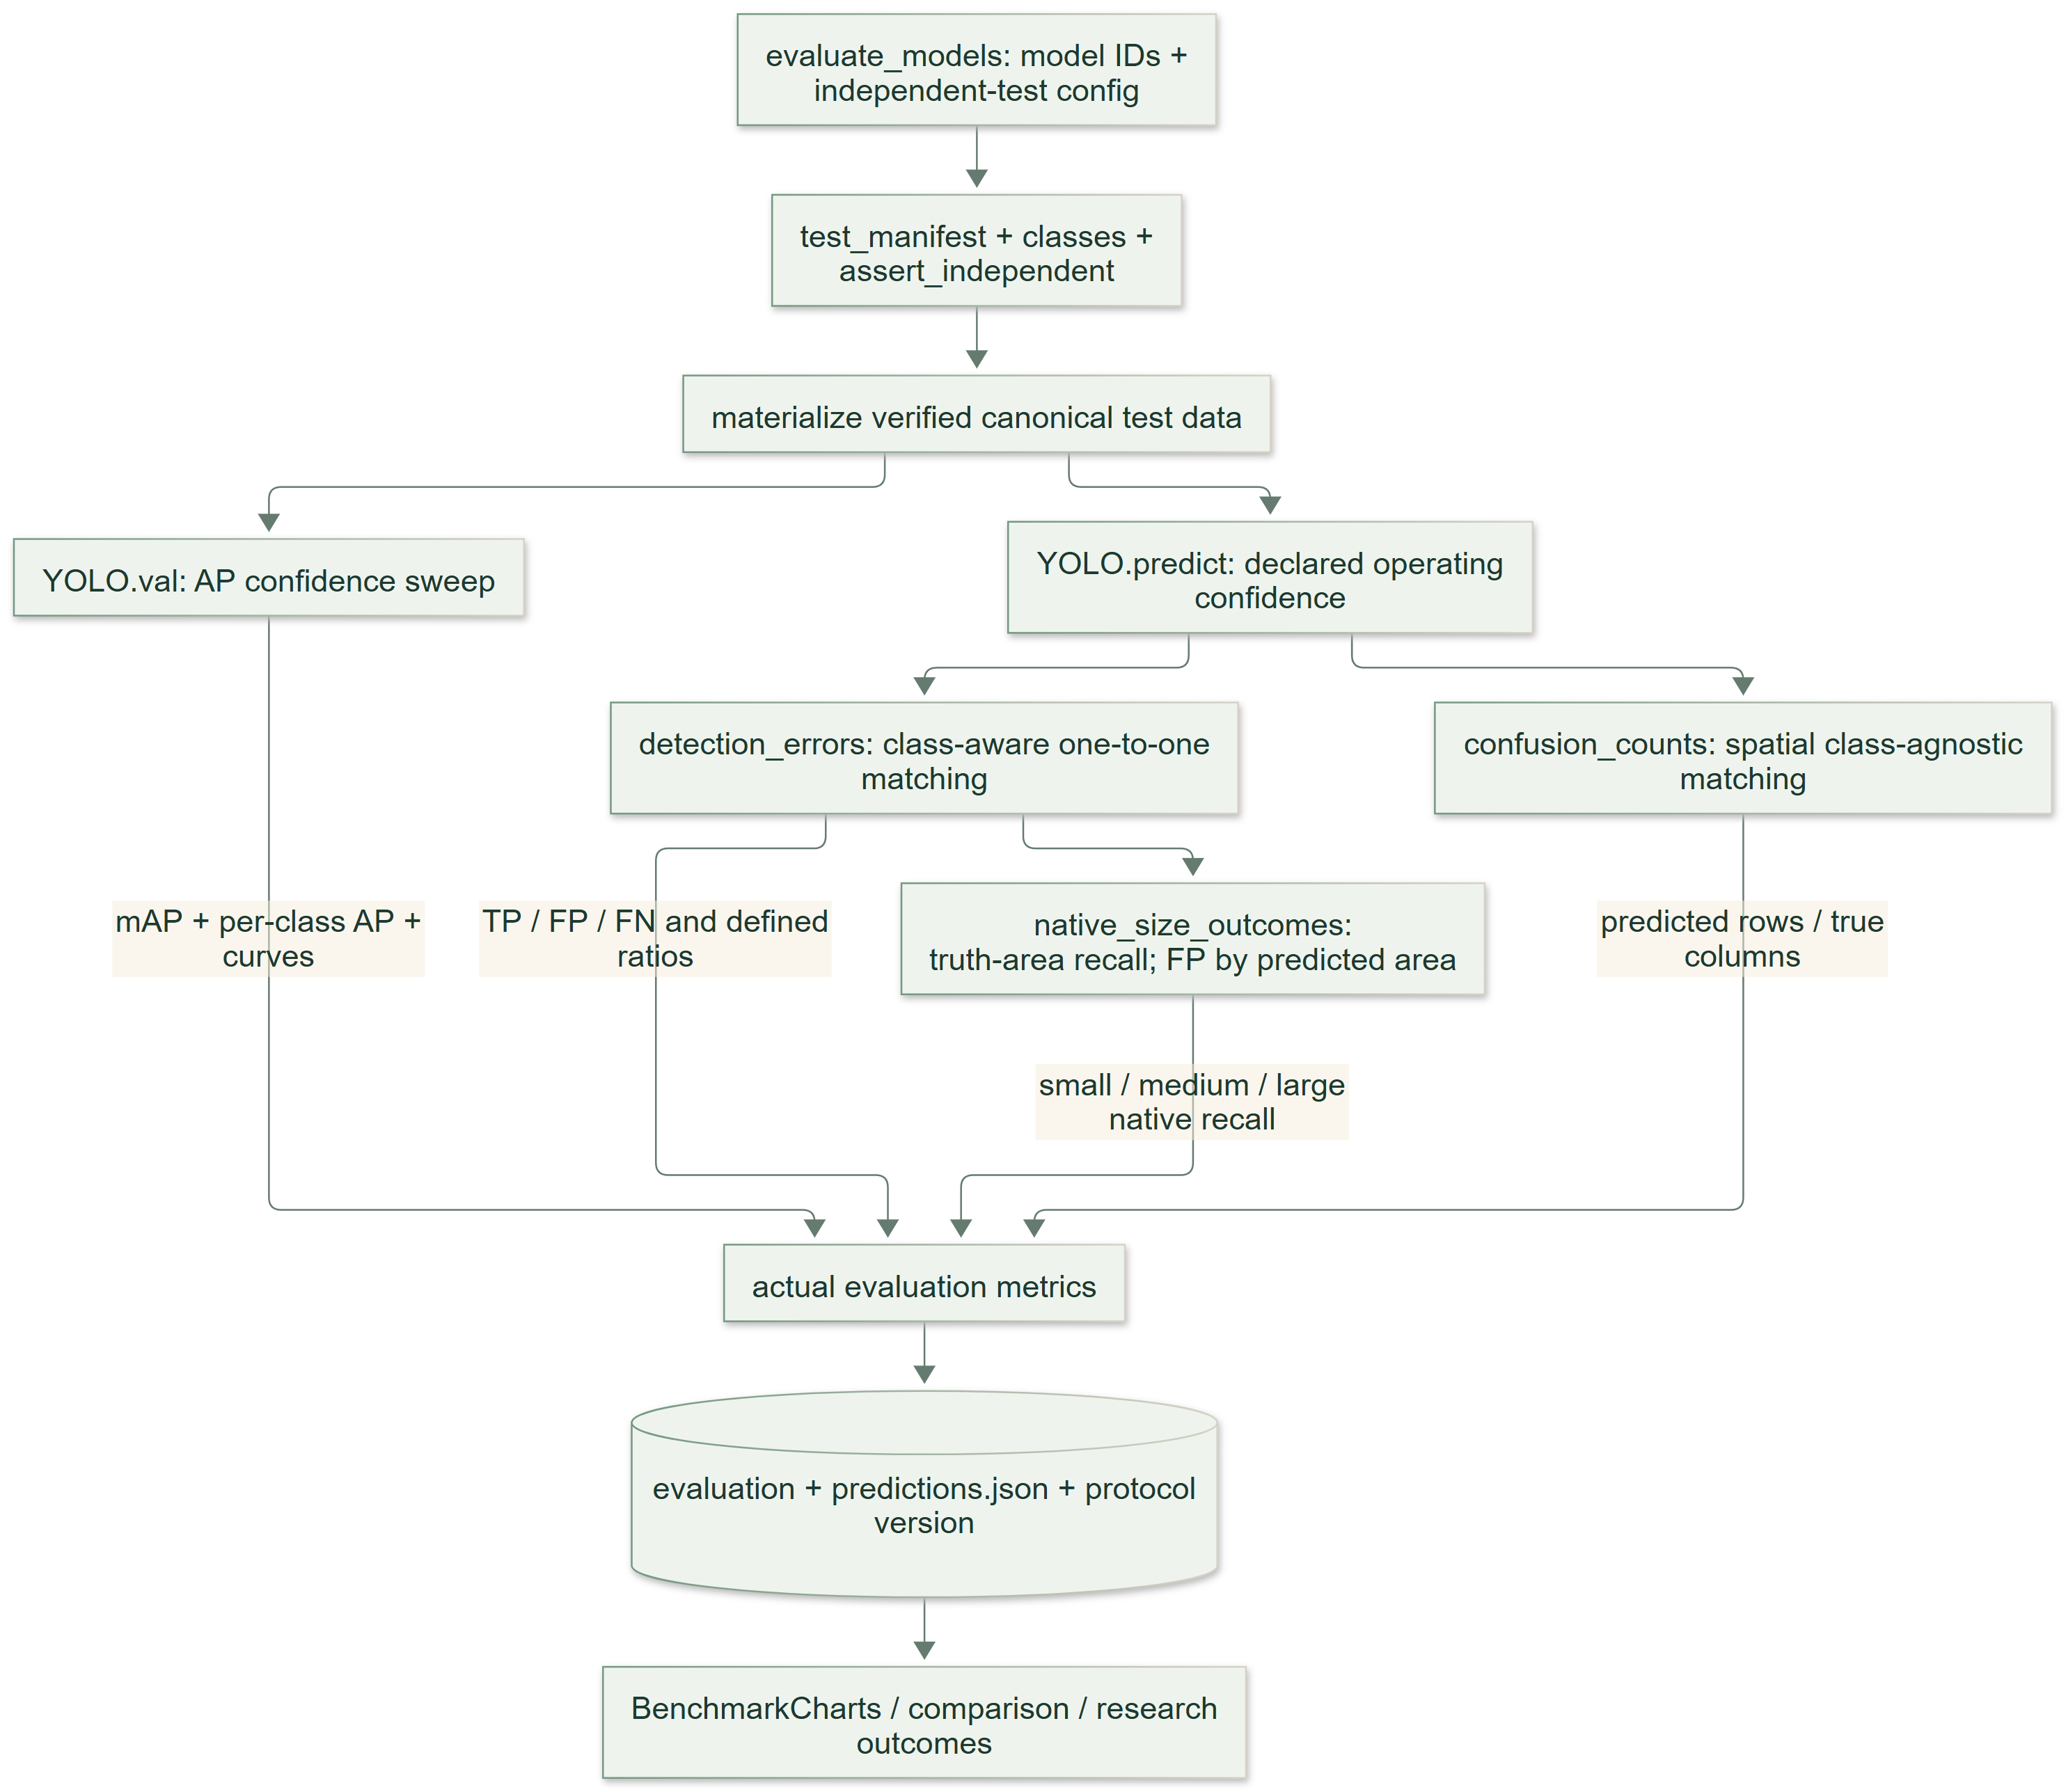 evaluate_models: model IDs +
independent-test config
test_manifest + classes +
assert_independent
materialize verified canonical test data
YOLO.val: AP confidence sweep
YOLO.predict: declared operating
confidence
detection_errors: class-aware one-to-one
matching
confusion_counts: spatial class-agnostic
matching
mAP + per-class AP +
curves
TP / FP / FN and defined
ratios
native_size_outcomes:
truth-area recall; FP by predicted area
predicted rows / true
columns
small / medium / large
native recall
actual evaluation metrics
evaluation + predictions.json + protocol
version
BenchmarkCharts / comparison / research
outcomes